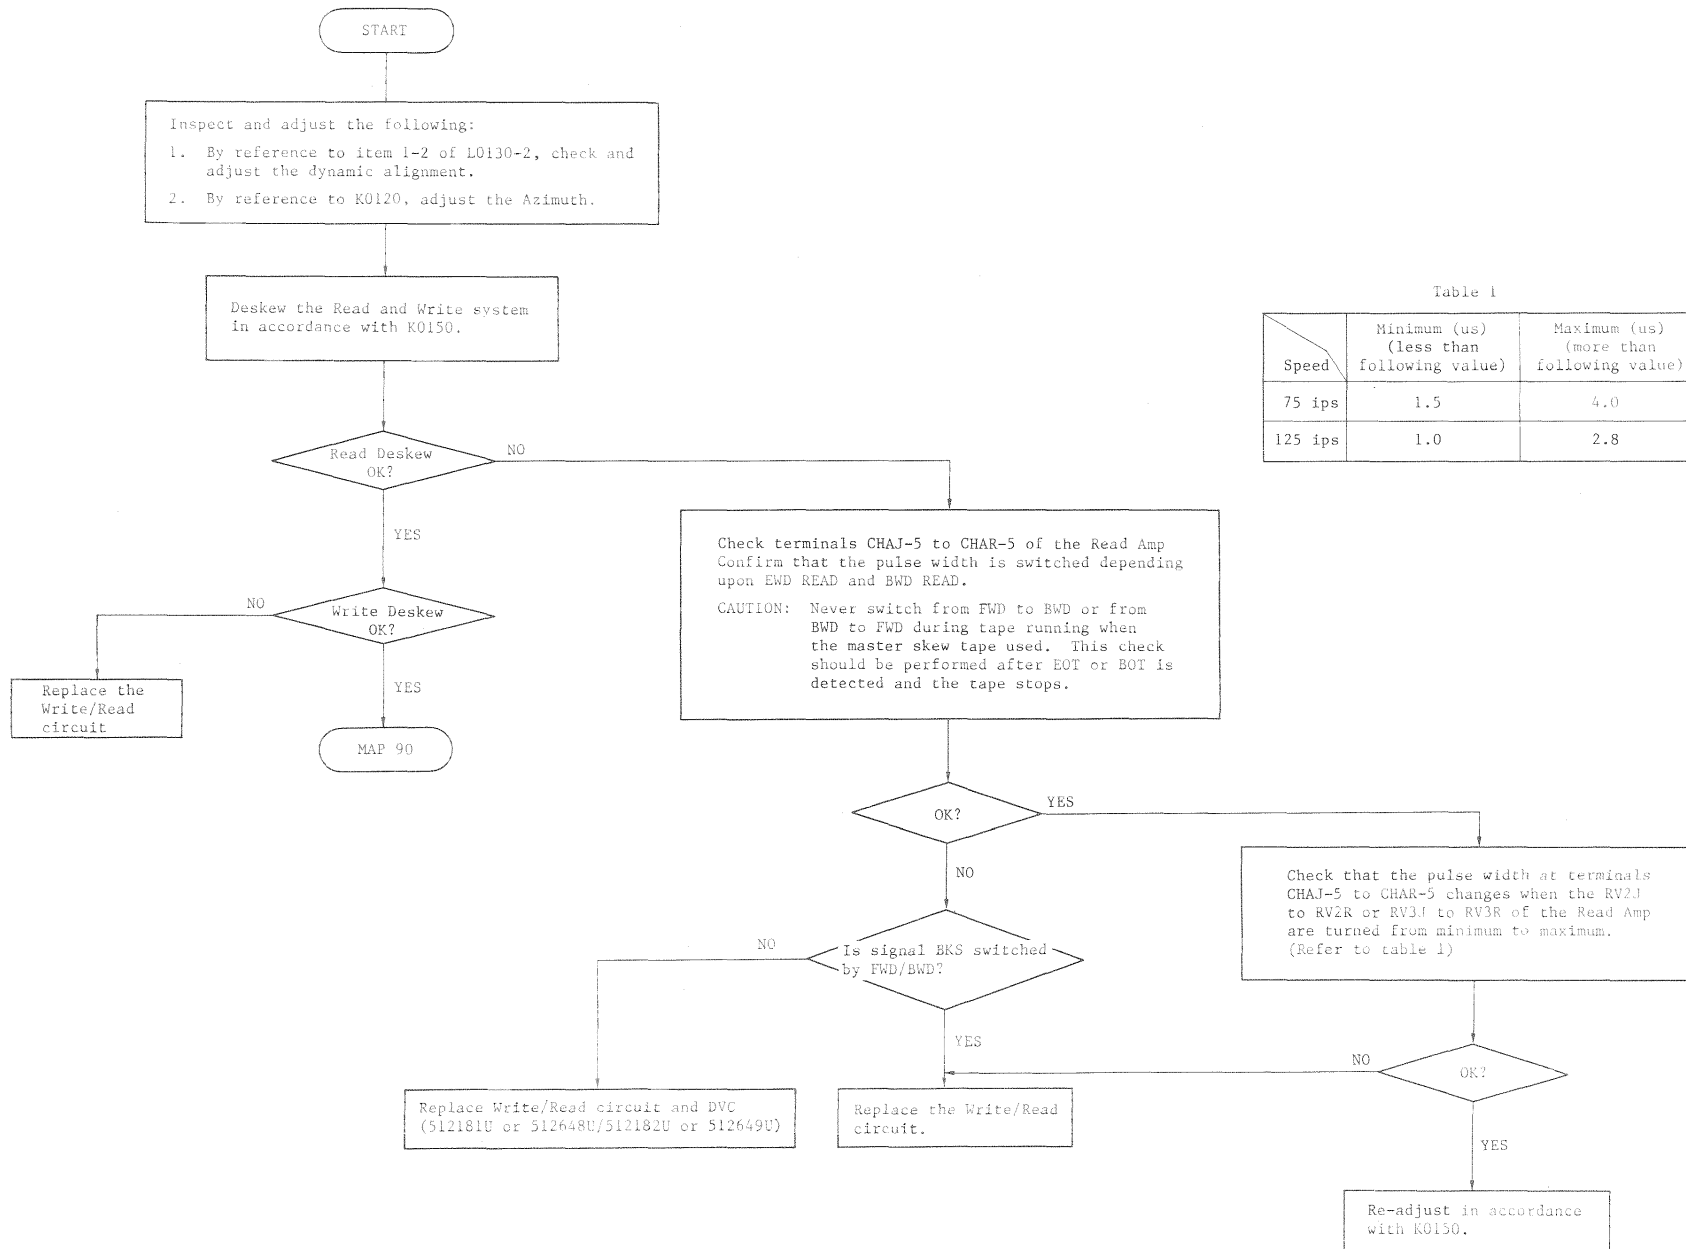 START
Inspect and adjust the following:
1. By reference to item 1-2 of L0130-2, check and
adjust the dynamic alignment.
2. By reference to K0120, adjust the Azimuth.
Deskew the Read and Write system
in accordance with K0150.
Read Deskew
OK?
NO
YES
Write Deskew
OK?
NO
YES
Replace the
Write/Read
circuit
MAP 90
Table 1
Speed
Minimum (us)
(less than
following value)
Maximum (us)
(more than
following value)
75 ips 1.5 4.0
125 ips 1.0 2.8
Check terminals CHAJ-5 to CHAR-5 of the Read Amp
Confirm that the pulse width is switched depending
upon EWD READ and BWD READ.
CAUTION: Never switch from FWD to BWD or from
BWD to FWD during tape running when
the master skew tape used. This check
should be performed after EOT or BOT is
detected and the tape stops.
OK?
YES
NO
Check that the pulse width at terminals
CHAJ-5 to CHAR-5 changes when the RV2J
to RV2R or RV3J to RV3R of the Read Amp
are turned from minimum to maximum.
(Refer to table 1)
Is signal BKS switched
by FWD/BWD?
NO
YES
NO
OK?
YES
Replace Write/Read circuit and DVC
(512181U or 512648U/512182U or 512649U)
Replace the Write/Read
circuit.
Re-adjust in accordance
with K0150.